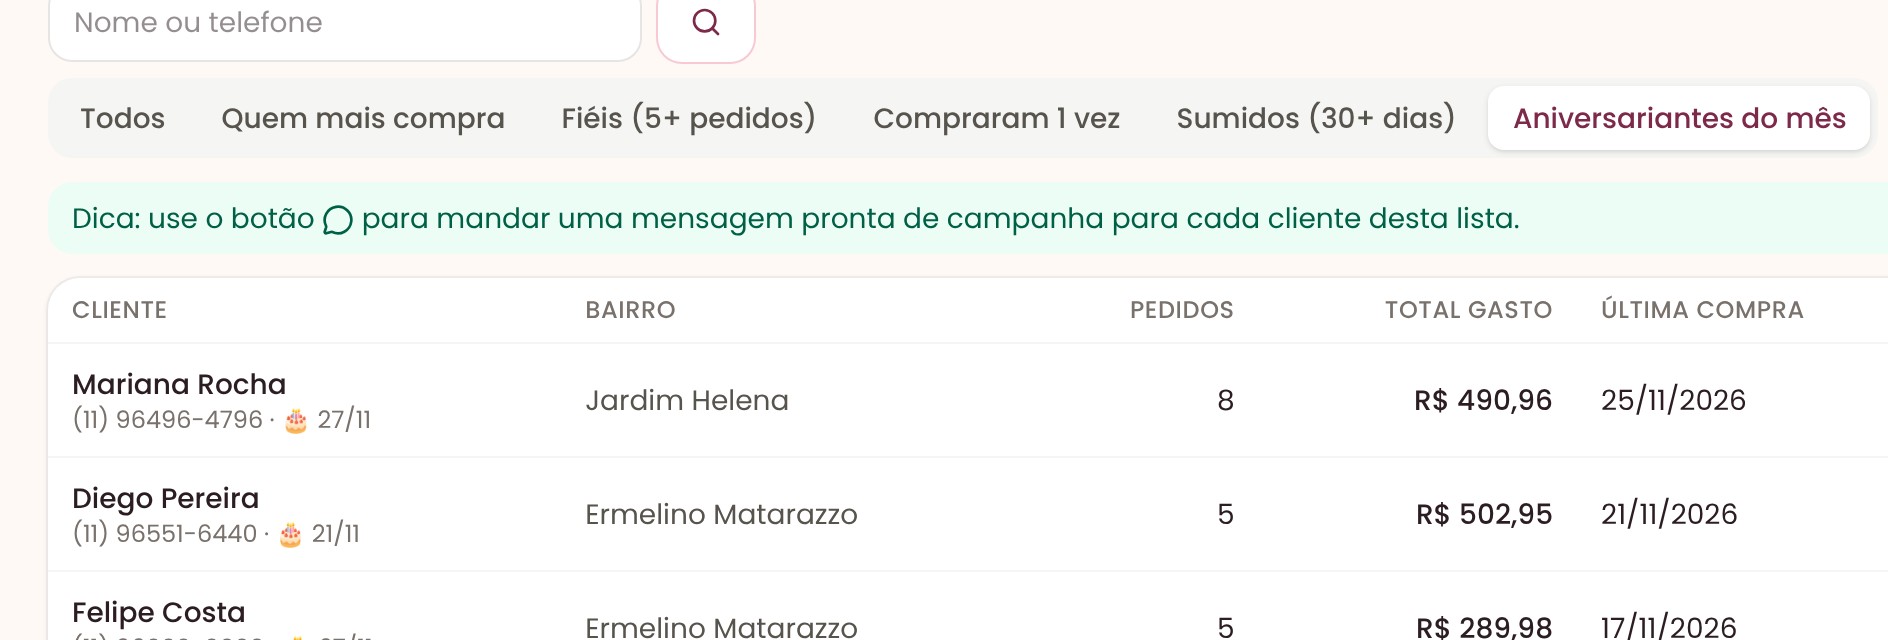 Nome ou telefone
Todos Quem mais compra Fiéis (5+ pedidos) Compraram 1 vez Sumidos (30+ dias) Aniversariantes do mês
Dica: use o botão para mandar uma mensagem pronta de campanha para cada cliente desta lista.
CLIENTE BAIRRO PEDIDOS TOTAL GASTO ÚLTIMA COMPRA
Mariana Rocha
(11) 96496-4796 · 🎂 27/11
Jardim Helena 8 R$ 490,96 25/11/2026
Diego Pereira
(11) 96551-6440 · 🎂 21/11
Ermelino Matarazzo 5 R$ 502,95 21/11/2026
Felipe Costa
Ermelino Matarazzo 5 R$ 289,98 17/11/2026